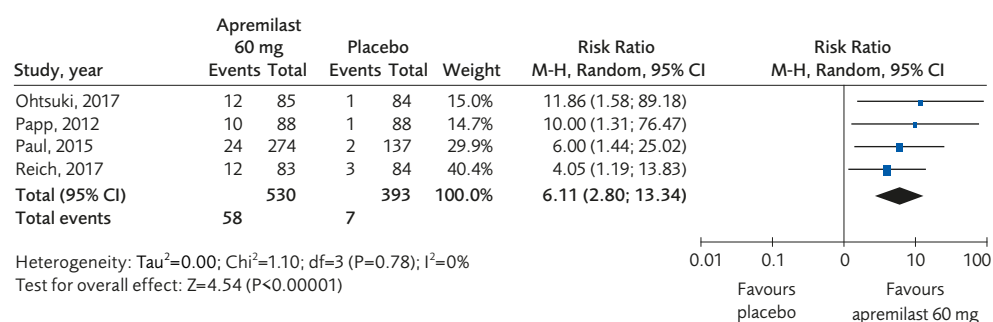 Apremilast
60 mg Placebo Risk Ratio Risk Ratio
Study, year Events Total Events Total Weight M-H, Random, 95% CI M-H, Random, 95% CI
Ohtsuki, 2017 12 85 1 84 15.0% 11.86 (1.58; 89.18)
Papp, 2012 10 88 1 88 14.7% 10.00 (1.31; 76.47)
Paul, 2015 24 274 2 137 29.9% 6.00 (1.44; 25.02)
Reich, 2017 12 83 3 84 40.4% 4.05 (1.19; 13.83)
Total (95% CI) 530 393 100.0% 6.11 (2.80; 13.34)
Total events 58 7
Heterogeneity: Tau²=0.00; Chi²=1.10; df=3 (P=0.78); I²=0%
Test for overall effect: Z=4.54 (P<0.00001)
0.01 0.1 0 10 100
Favours Favours
placebo apremilast 60 mg